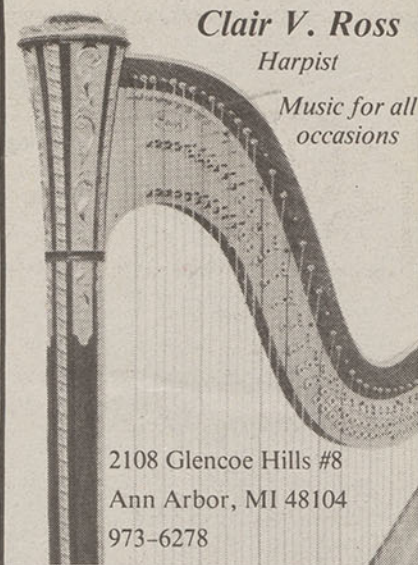 Clair V. Ross
Harpist
Music for all
occasions
2108 Glencoe Hills #8
Ann Arbor, MI 48104
973–6278